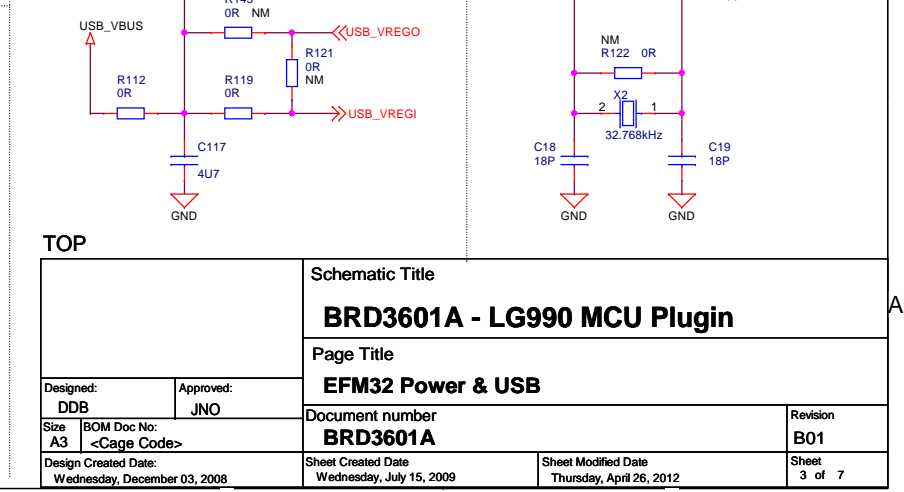 0R NM
USB_VBUS
USB_VREGO
R121
0R
NM
R112
0R
R119
0R
USB_VREGI
C117
4U7
GND
NM
R122 0R
X2
2 1
32.768kHz
C18
18P
C19
18P
GND
GND
TOP
Schematic Title
BRD3601A - LG990 MCU Plugin
A
Page Title
EFM32 Power & USB
Designed:
DDB
Approved:
JNO
Document number
BRD3601A
Revision
B01
Size
A3
BOM Doc No:
<Cage Code>
Design Created Date:
Wednesday, December 03, 2008
Sheet Created Date
Wednesday, July 15, 2009
Sheet Modified Date
Thursday, April 26, 2012
Sheet
3 of 7